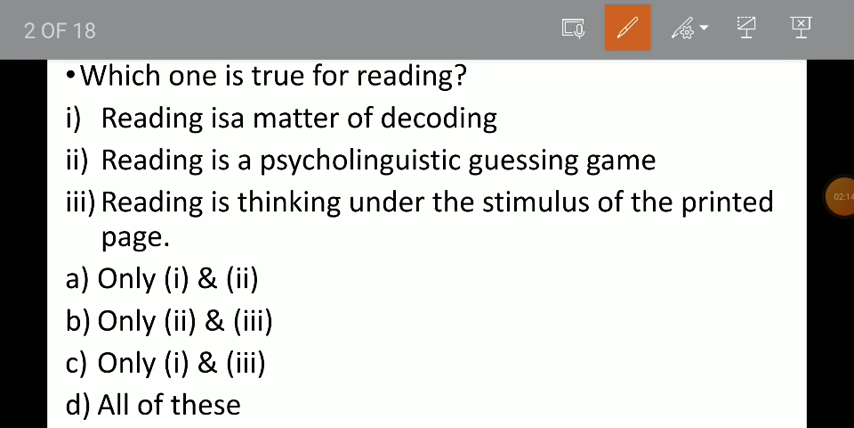 2 OF 18
•Which one is true for reading?
i) Reading isa matter of decoding
ii) Reading is a psycholinguistic guessing game
iii) Reading is thinking under the stimulus of the printed
page.
a) Only (i) & (ii)
b) Only (ii) & (iii)
c) Only (i) & (iii)
d) All of these
02:14